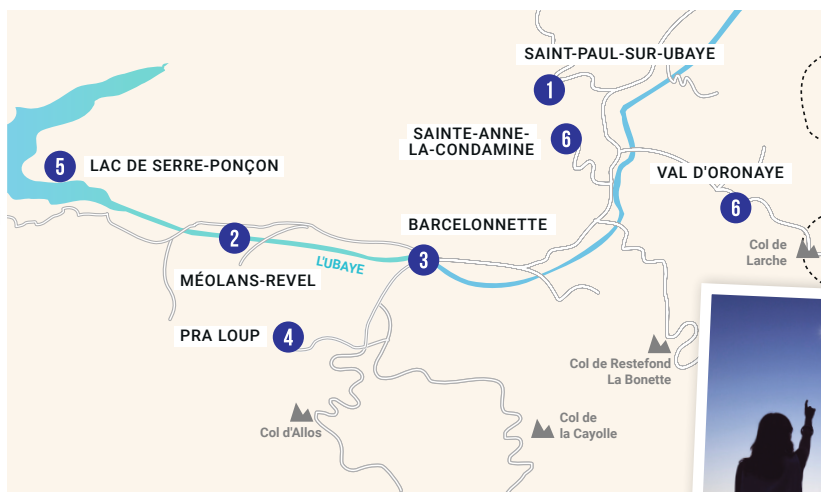 SAINT-PAUL-SUR-UBAYE
1
SAINTE-ANNE-
LA-CONDAMINE
6
VAL D'ORONAYE
6
5
LAC DE SERRE-PONÇON
BARCELONNETTE
2
3
L'UBAYE
MÉOLANS-REVEL
Col de
Larche
PRA LOUP
4
Col de Restefond
La Bonette
Col d'Allos
Col de
la Cayolle